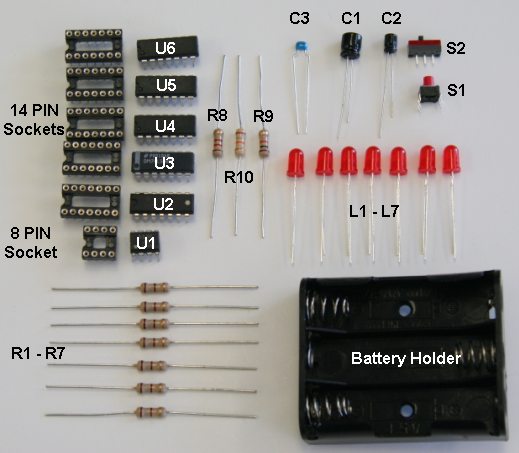 C3
C1
C2
U6
S2
U5
S1
14 PIN
Sockets
U4
R8
R9
U3
R10
U2
L1 - L7
8 PIN
Socket
U1
R1 - R7
Battery Holder